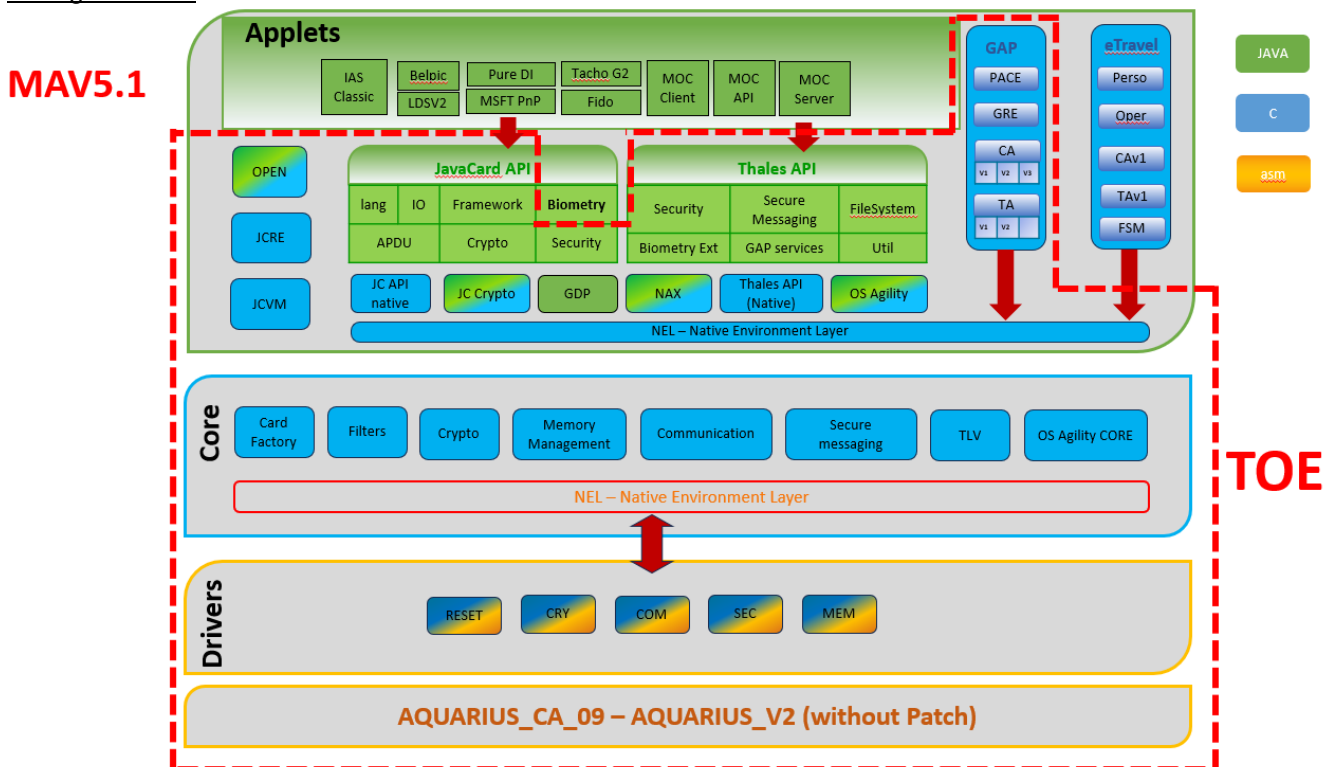 Applets
MAV5.1
IAS
Classic
Belpic
LDSV2
Pure DI
MSFT PnP
Tacho G2
Fido
MOC
Client
MOC
API
MOC
Server
GAP
PACE
GRE
CA
V1 V2 V3
TA
V1 V2
eTravel
Perso
Oper
CAv1
TAv1
FSM
JAVA
C
asm
OPEN
JCRE
JCVM
JavaCard API
lang IO Framework Biometry
APDU Crypto Security
Thales API
Security
Secure
Messaging
FileSystem
Biometry Ext GAP services Util
JC API
native
JC Crypto
GDP
NAX
Thales API
(Native)
OS Agility
NEL – Native Environment Layer
Core
Card
Factory
Filters
Crypto
Memory
Management
Communication
Secure
messaging
TLV
OS Agility CORE
NEL – Native Environment Layer
TOE
Drivers
RESET
CRY
COM
SEC
MEM
AQUARIUS_CA_09 – AQUARIUS_V2 (without Patch)